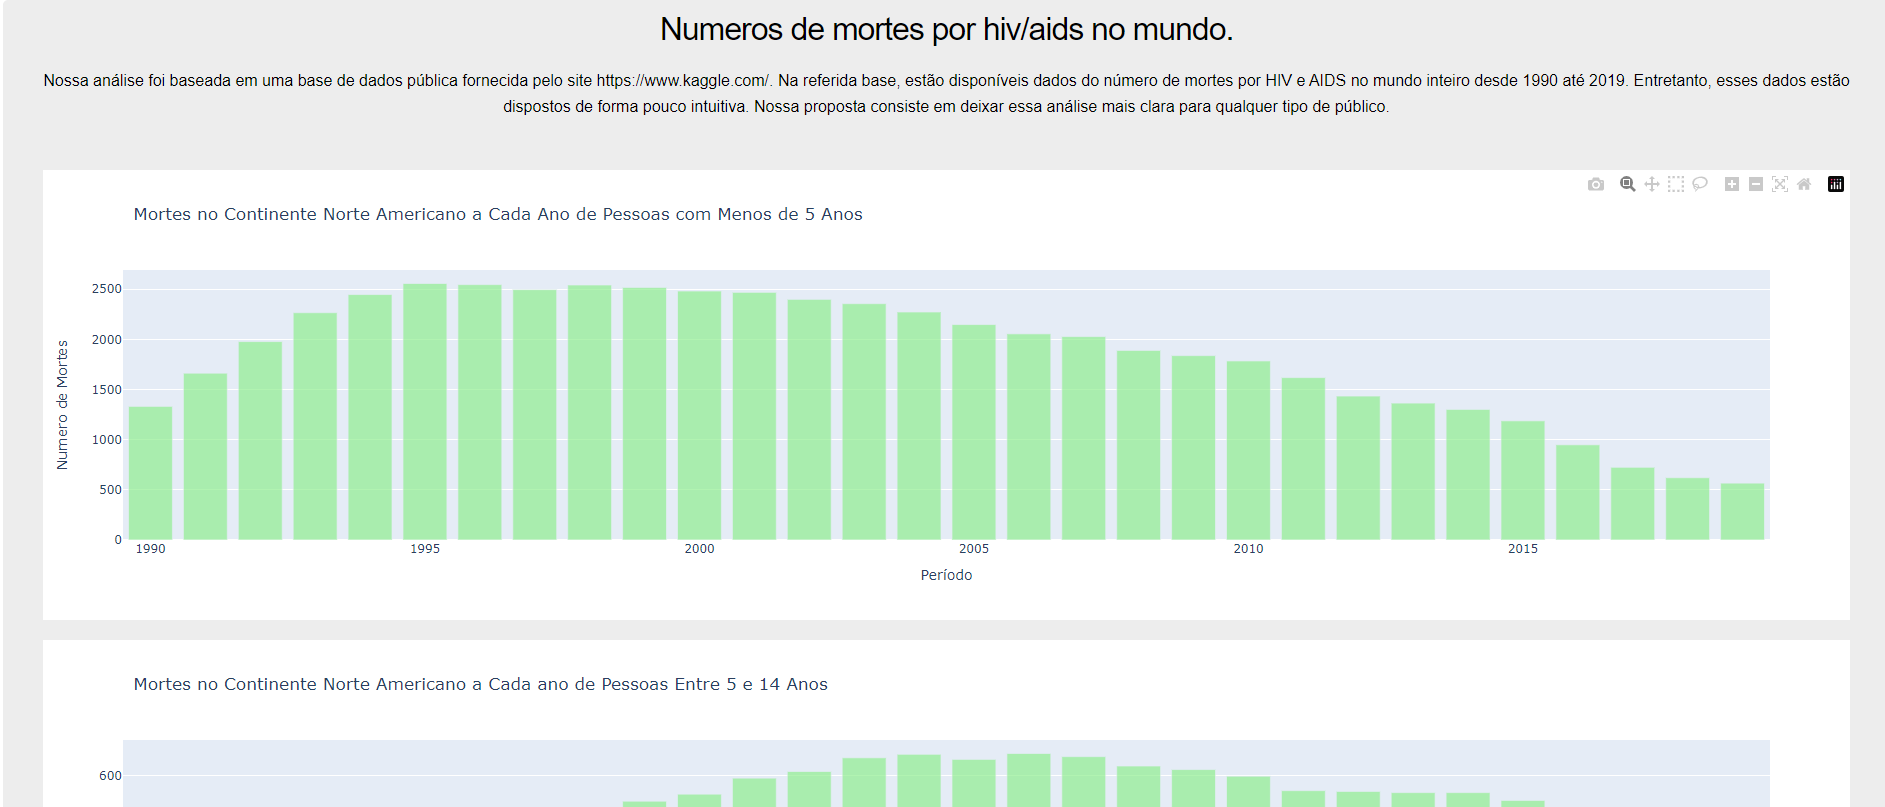 Numeros de mortes por hiv/aids no mundo.
Nossa análise foi baseada em uma base de dados pública fornecida pelo site https://www.kaggle.com/. Na referida base, estão disponíveis dados do número de mortes por HIV e AIDS no mundo inteiro desde 1990 até 2019. Entretanto, esses dados estão
dispostos de forma pouco intuitiva. Nossa proposta consiste em deixar essa análise mais clara para qualquer tipo de público.
Mortes no Continente Norte Americano a Cada Ano de Pessoas com Menos de 5 Anos
Numero de Mortes
2500
2000
1500
1000
500
0
1990 1995 2000 2005 2010 2015
Período
Mortes no Continente Norte Americano a Cada ano de Pessoas Entre 5 e 14 Anos
600